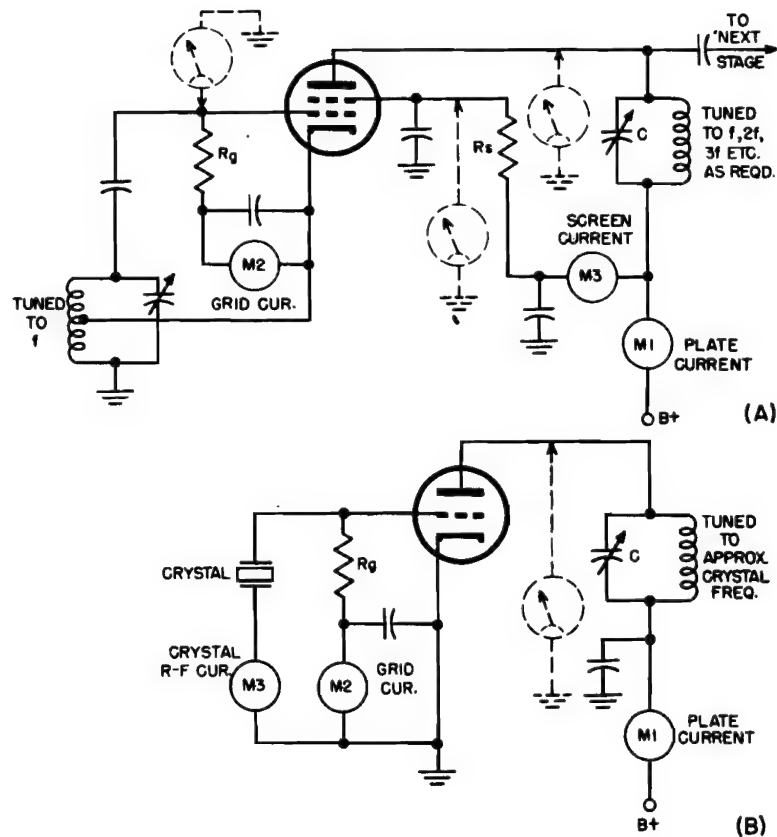 TO
NEXT
STAGE
Rg
Rs
C
TUNED
TO f,2f,
3f ETC.
AS REQD.
SCREEN
CURRENT
M2
GRID CUR.
M3
TUNED
TO
f
M1
PLATE
CURRENT
B+
(A)
CRYSTAL
Rg
C
TUNED
TO
APPROX.
CRYSTAL
FREQ.
CRYSTAL
R-F CUR.
M3
M2
GRID
CUR.
M1
PLATE
CURRENT
B+
(B)